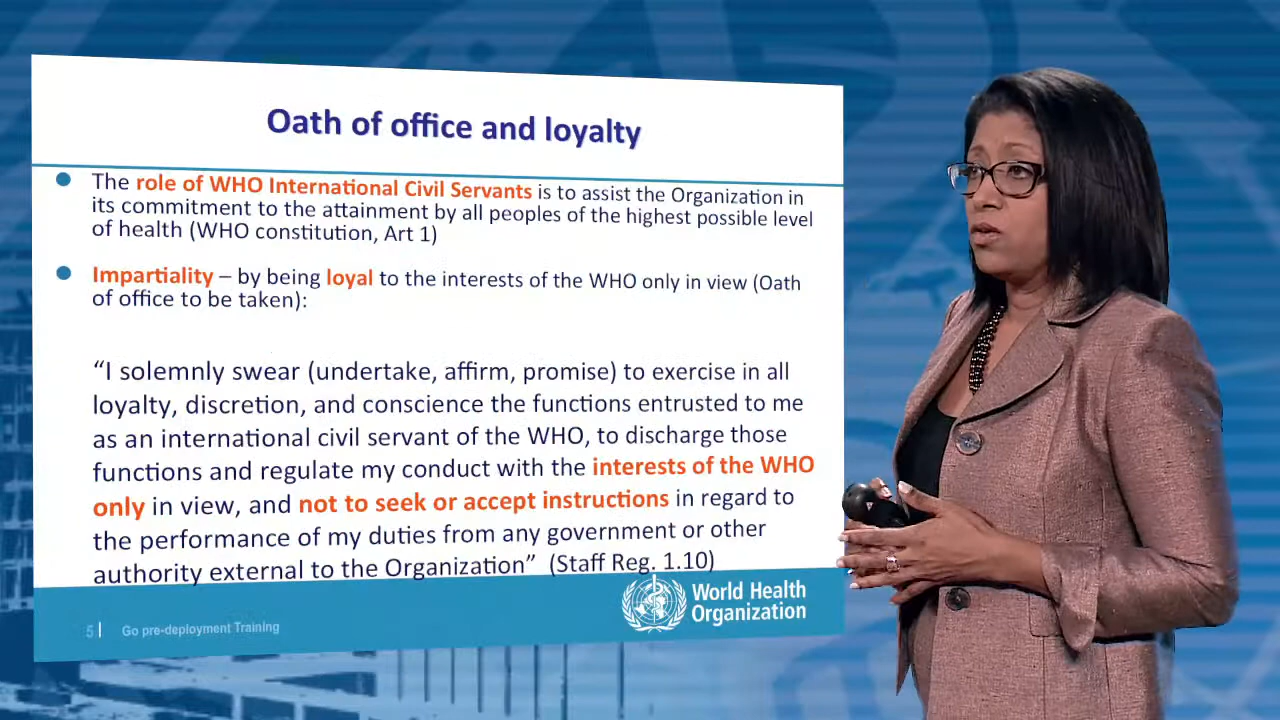 Oath of office and loyalty
The role of WHO International Civil Servants is to assist the Organization in
its commitment to the attainment by all peoples of the highest possible level
of health (WHO constitution, Art 1)
Impartiality – by being loyal to the interests of the WHO only in view (Oath
of office to be taken):
“I solemnly swear (undertake, affirm, promise) to exercise in all
loyalty, discretion, and conscience the functions entrusted to me
as an international civil servant of the WHO, to discharge those
functions and regulate my conduct with the interests of the WHO
only in view, and not to seek or accept instructions in regard to
the performance of my duties from any government or other
authority external to the Organization” (Staff Reg. 1.10)
5 | Go pre-deployment Training
World Health
Organization